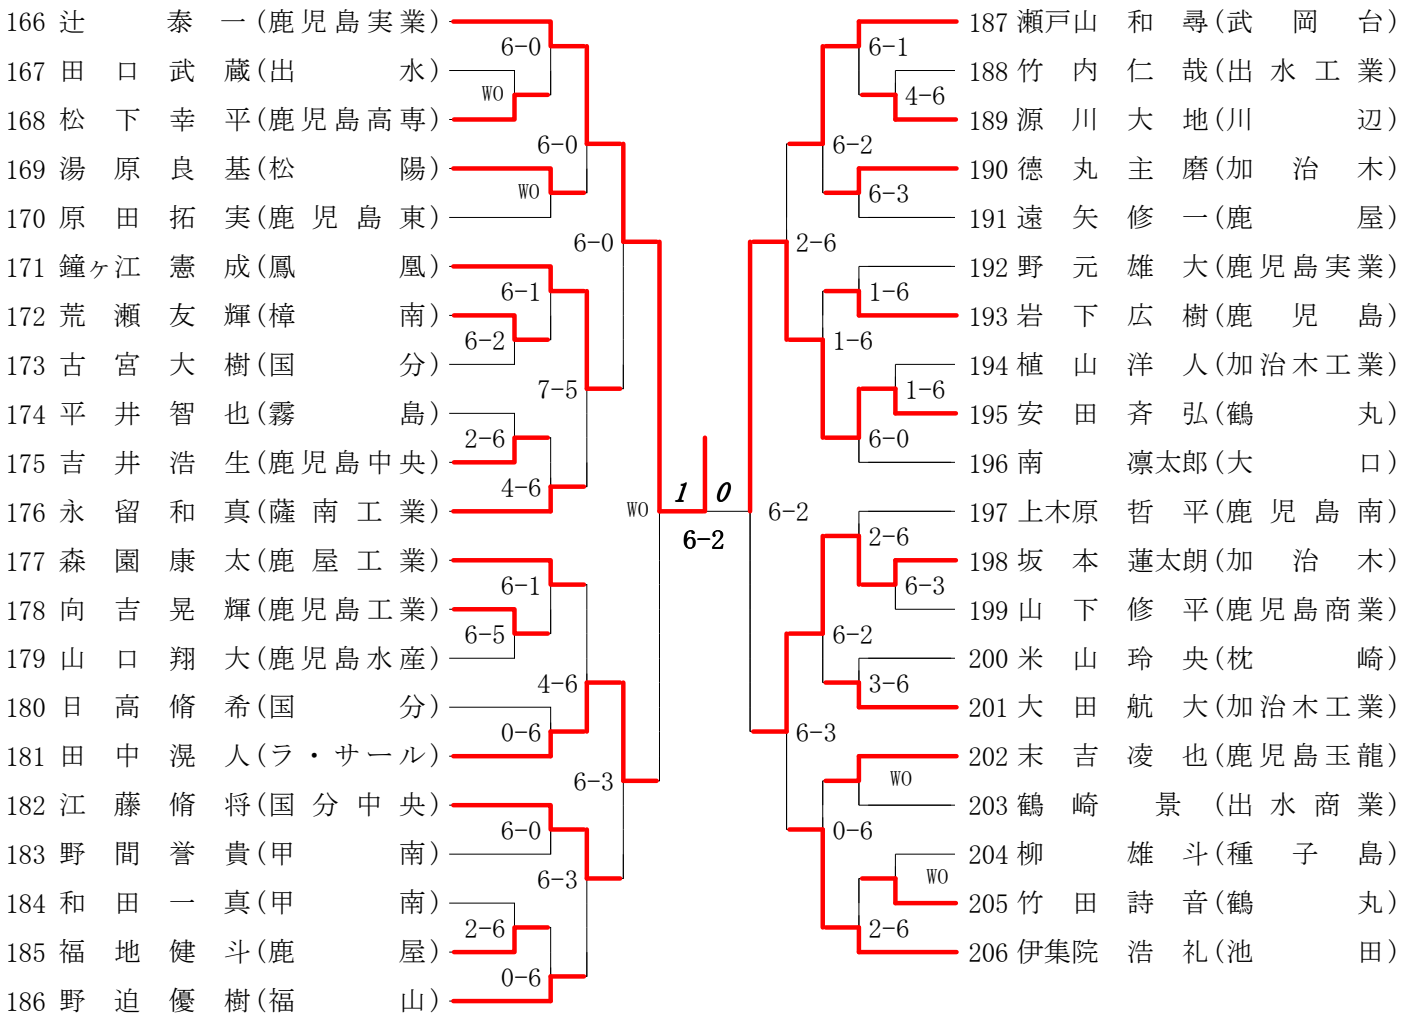 166 辻 泰 一(鹿児島実業)
167 田 口 武 蔵(出 水)
168 松 下 幸 平(鹿児島高専)
169 湯 原 良 基(松 陽)
170 原 田 拓 実(鹿 児 島 東)
171 鐘ヶ江 憲 成(鳳 凰)
172 荒 瀬 友 輝(樟 南)
173 古 宮 大 樹(国 分)
174 平 井 智 也(霧 島)
175 吉 井 浩 生(鹿児島中央)
176 永 留 和 真(薩 南 工 業)
177 森 園 康 太(鹿 屋 工 業)
178 向 吉 晃 輝(鹿児島工業)
179 山 口 翔 大(鹿児島水産)
180 日 高 脩 希(国 分)
181 田 中 滉 人(ラ・サール)
182 江 藤 脩 将(国 分 中 央)
183 野 間 誉 貴(甲 南)
184 和 田 一 真(甲 南)
185 福 地 健 斗(鹿 屋)
186 野 迫 優 樹(福 山)
6-0
WO
6-0
WO
6-0
6-1
6-2
7-5
2-6
4-6
WO
6-1
6-5
4-6
0-6
6-3
6-0
6-3
2-6
0-6
1 0
6-2
6-1
4-6
6-2
6-3
2-6
1-6
1-6
1-6
6-0
6-2
2-6
6-3
6-2
3-6
6-3
WO
0-6
WO
2-6
187 瀬戸山 和 尋(武 岡 台)
188 竹 内 仁 哉(出 水 工 業)
189 源 川 大 地(川 辺)
190 徳 丸 主 磨(加 治 木)
191 遠 矢 修 一(鹿 屋)
192 野 元 雄 大(鹿児島実業)
193 岩 下 広 樹(鹿 児 島)
194 植 山 洋 人(加治木工業)
195 安 田 斉 弘(鶴 丸)
196 南 凛太郎(大 口)
197 上木原 哲 平(鹿 児 島 南)
198 坂 本 蓮太朗(加 治 木)
199 山 下 修 平(鹿児島商業)
200 米 山 玲 央(枕 崎)
201 大 田 航 大(加治木工業)
202 末 吉 凌 也(鹿児島玉龍)
203 鶴 崎 景 (出 水 商 業)
204 柳 雄 斗(種 子 島)
205 竹 田 詩 音(鶴 丸)
206 伊集院 浩 礼(池 田)